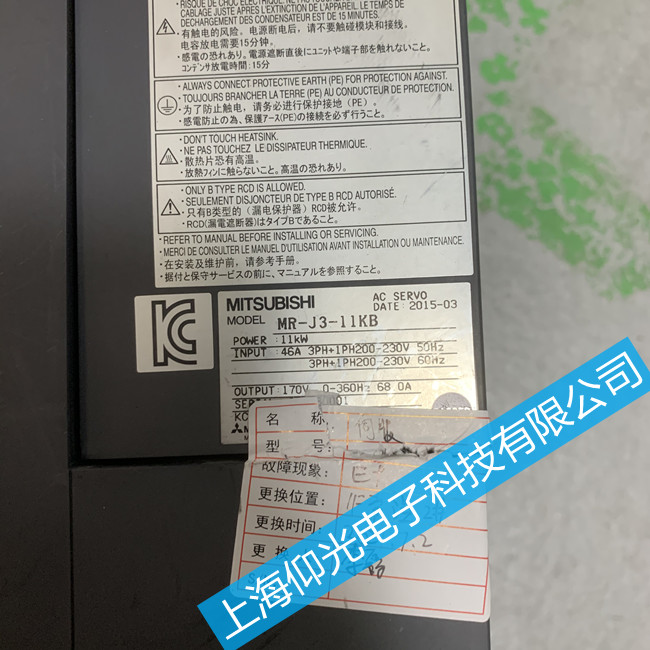 ・RISQUE DE CHOC ÉLECTRIQUE. NE
CABLAGE JUSTE APRES L'EXTINCTION DE L'APPAREIL. LE TEMPS DE
DECHARGEMENT DES CONDENSATEUR EST DE 15 MINUTES.
・有触电的风险，电源断电后，请不要触碰模块和接线。
电容放电需要15分钟。
・感電の恐れあり。電源遮断直後にユニットや端子部を触れないこと。
コンデンサ放電時間：15分
・ALWAYS CONNECT PROTECTIVE EARTH (PE) FOR PROTECTION AGAINST.
・TOUJOURS BRANCHER LA TERRE (PE) AU CONDUCTEUR DE PROTECTION.
・为了防止触电，请务必进行保护接地（PE）。
・感電防止の為、保護アース(PE)の接続を必ず行うこと。
・DON'T TOUCH HEATSINK.
・NE PAS TOUCHEZ LE DISSIPATEUR THERMIQUE.
・散热片恐有高温。
・放熱フィンに触らないこと。高温の恐れあり。
・ONLY B TYPE RCD IS ALLOWED.
・SEULEMENT DISJONCTEUR DE TYPE B RCD AUTORISÉ.
・只有B类型的（漏电保护器）RCD被允许。
・RCD(漏電遮断器)はタイプBであること。
・REFER TO MANUAL BEFORE INSTALLING OR SERVICING.
・MERCI DE CONSULTER LE MANUEL D'UTILISATION AVANT INSTALLATION OU MAINTENANCE.
・在安装及维护前，请参考手册。
・据付と保守サービスの前に、マニュアルを参照すること。
MITSUBISHI AC SERVO
DATE: 2015-03
MODEL MR-J3-11KB
POWER :11kW
INPUT :46A 3PH+1PH200-230V 50Hz
3PH+1PH200-230V 60Hz
OUTPUT:170V 0-360Hz 68.0A
KC
名 称
型 号:
故障现象:
更换位置:
更换时间:
更 换
上海仰光电子科技有限公司